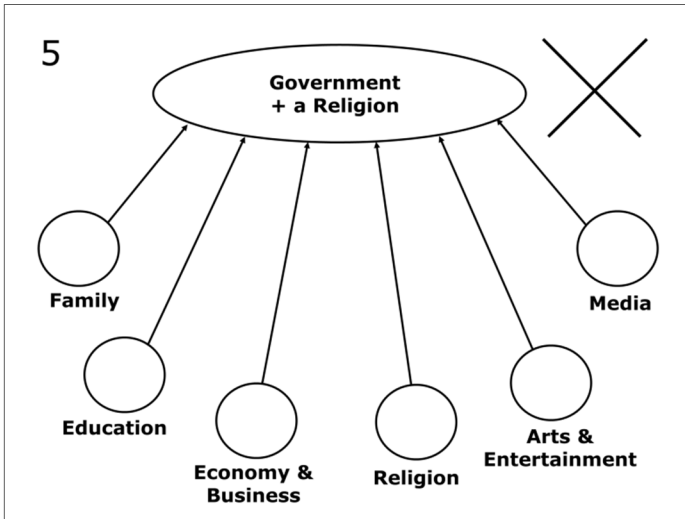 5
Government
+ a Religion
Family
Media
Education
Economy &
Business
Religion
Arts &
Entertainment